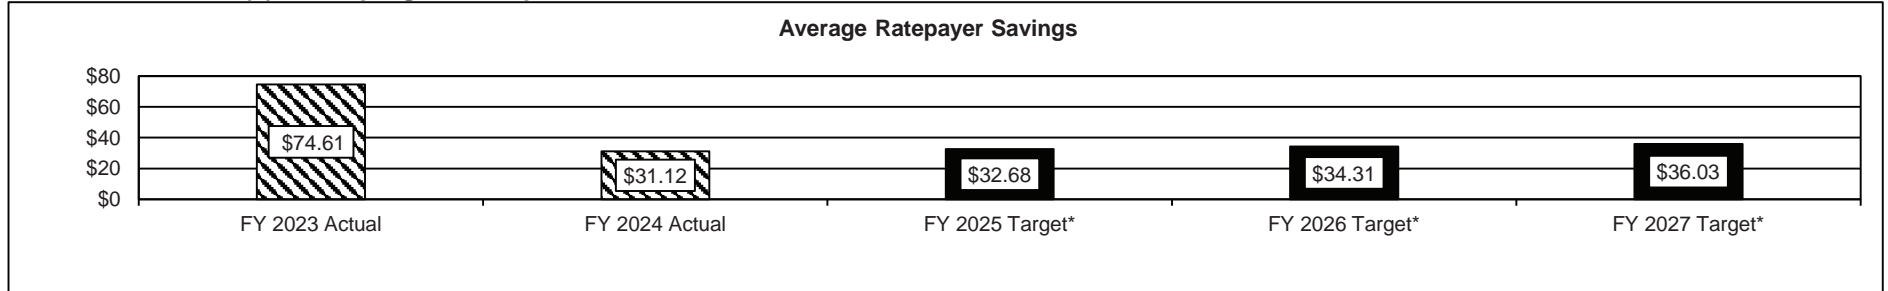 Average Ratepayer Savings
$80
$60
$40
$20
$0
$74.61
$31.12
$32.68
$34.31
$36.03
FY 2023 Actual
FY 2024 Actual
FY 2025 Target*
FY 2026 Target*
FY 2027 Target*